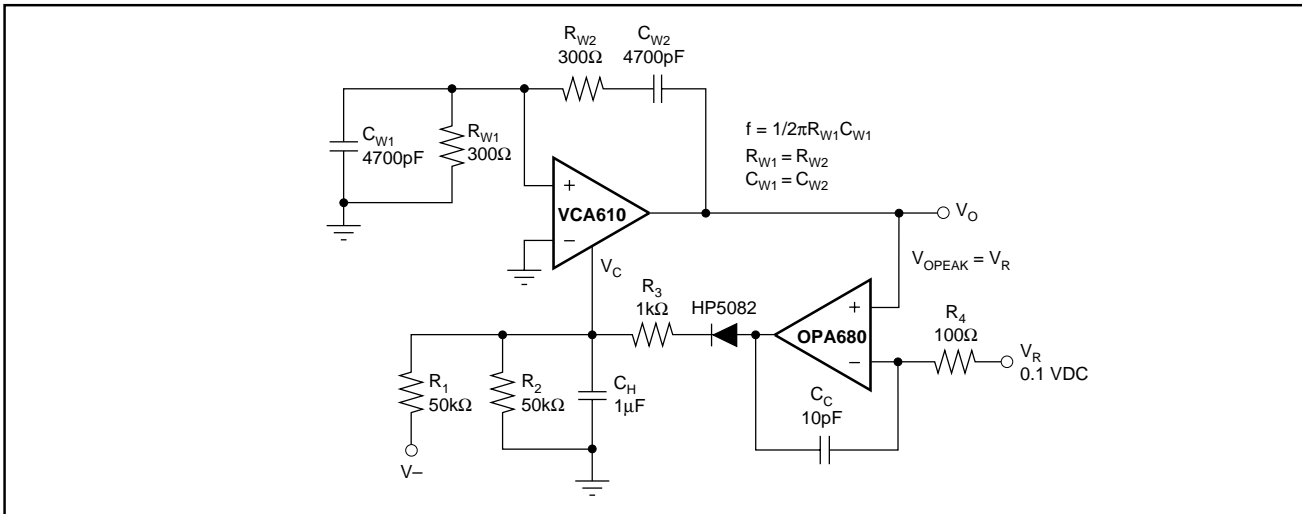 R_W2
300Ω
C_W2
4700pF
C_W1
4700pF
R_W1
300Ω
f = 1/2πR_W1C_W1
R_W1 = R_W2
C_W1 = C_W2
+
VCA610
–
V_O
V_C
V_OPEAK = V_R
R_3
1kΩ
HP5082
+
OPA680
–
R_4
100Ω
V_R
0.1 VDC
R_1
50kΩ
R_2
50kΩ
C_H
1µF
C_C
10pF
V–